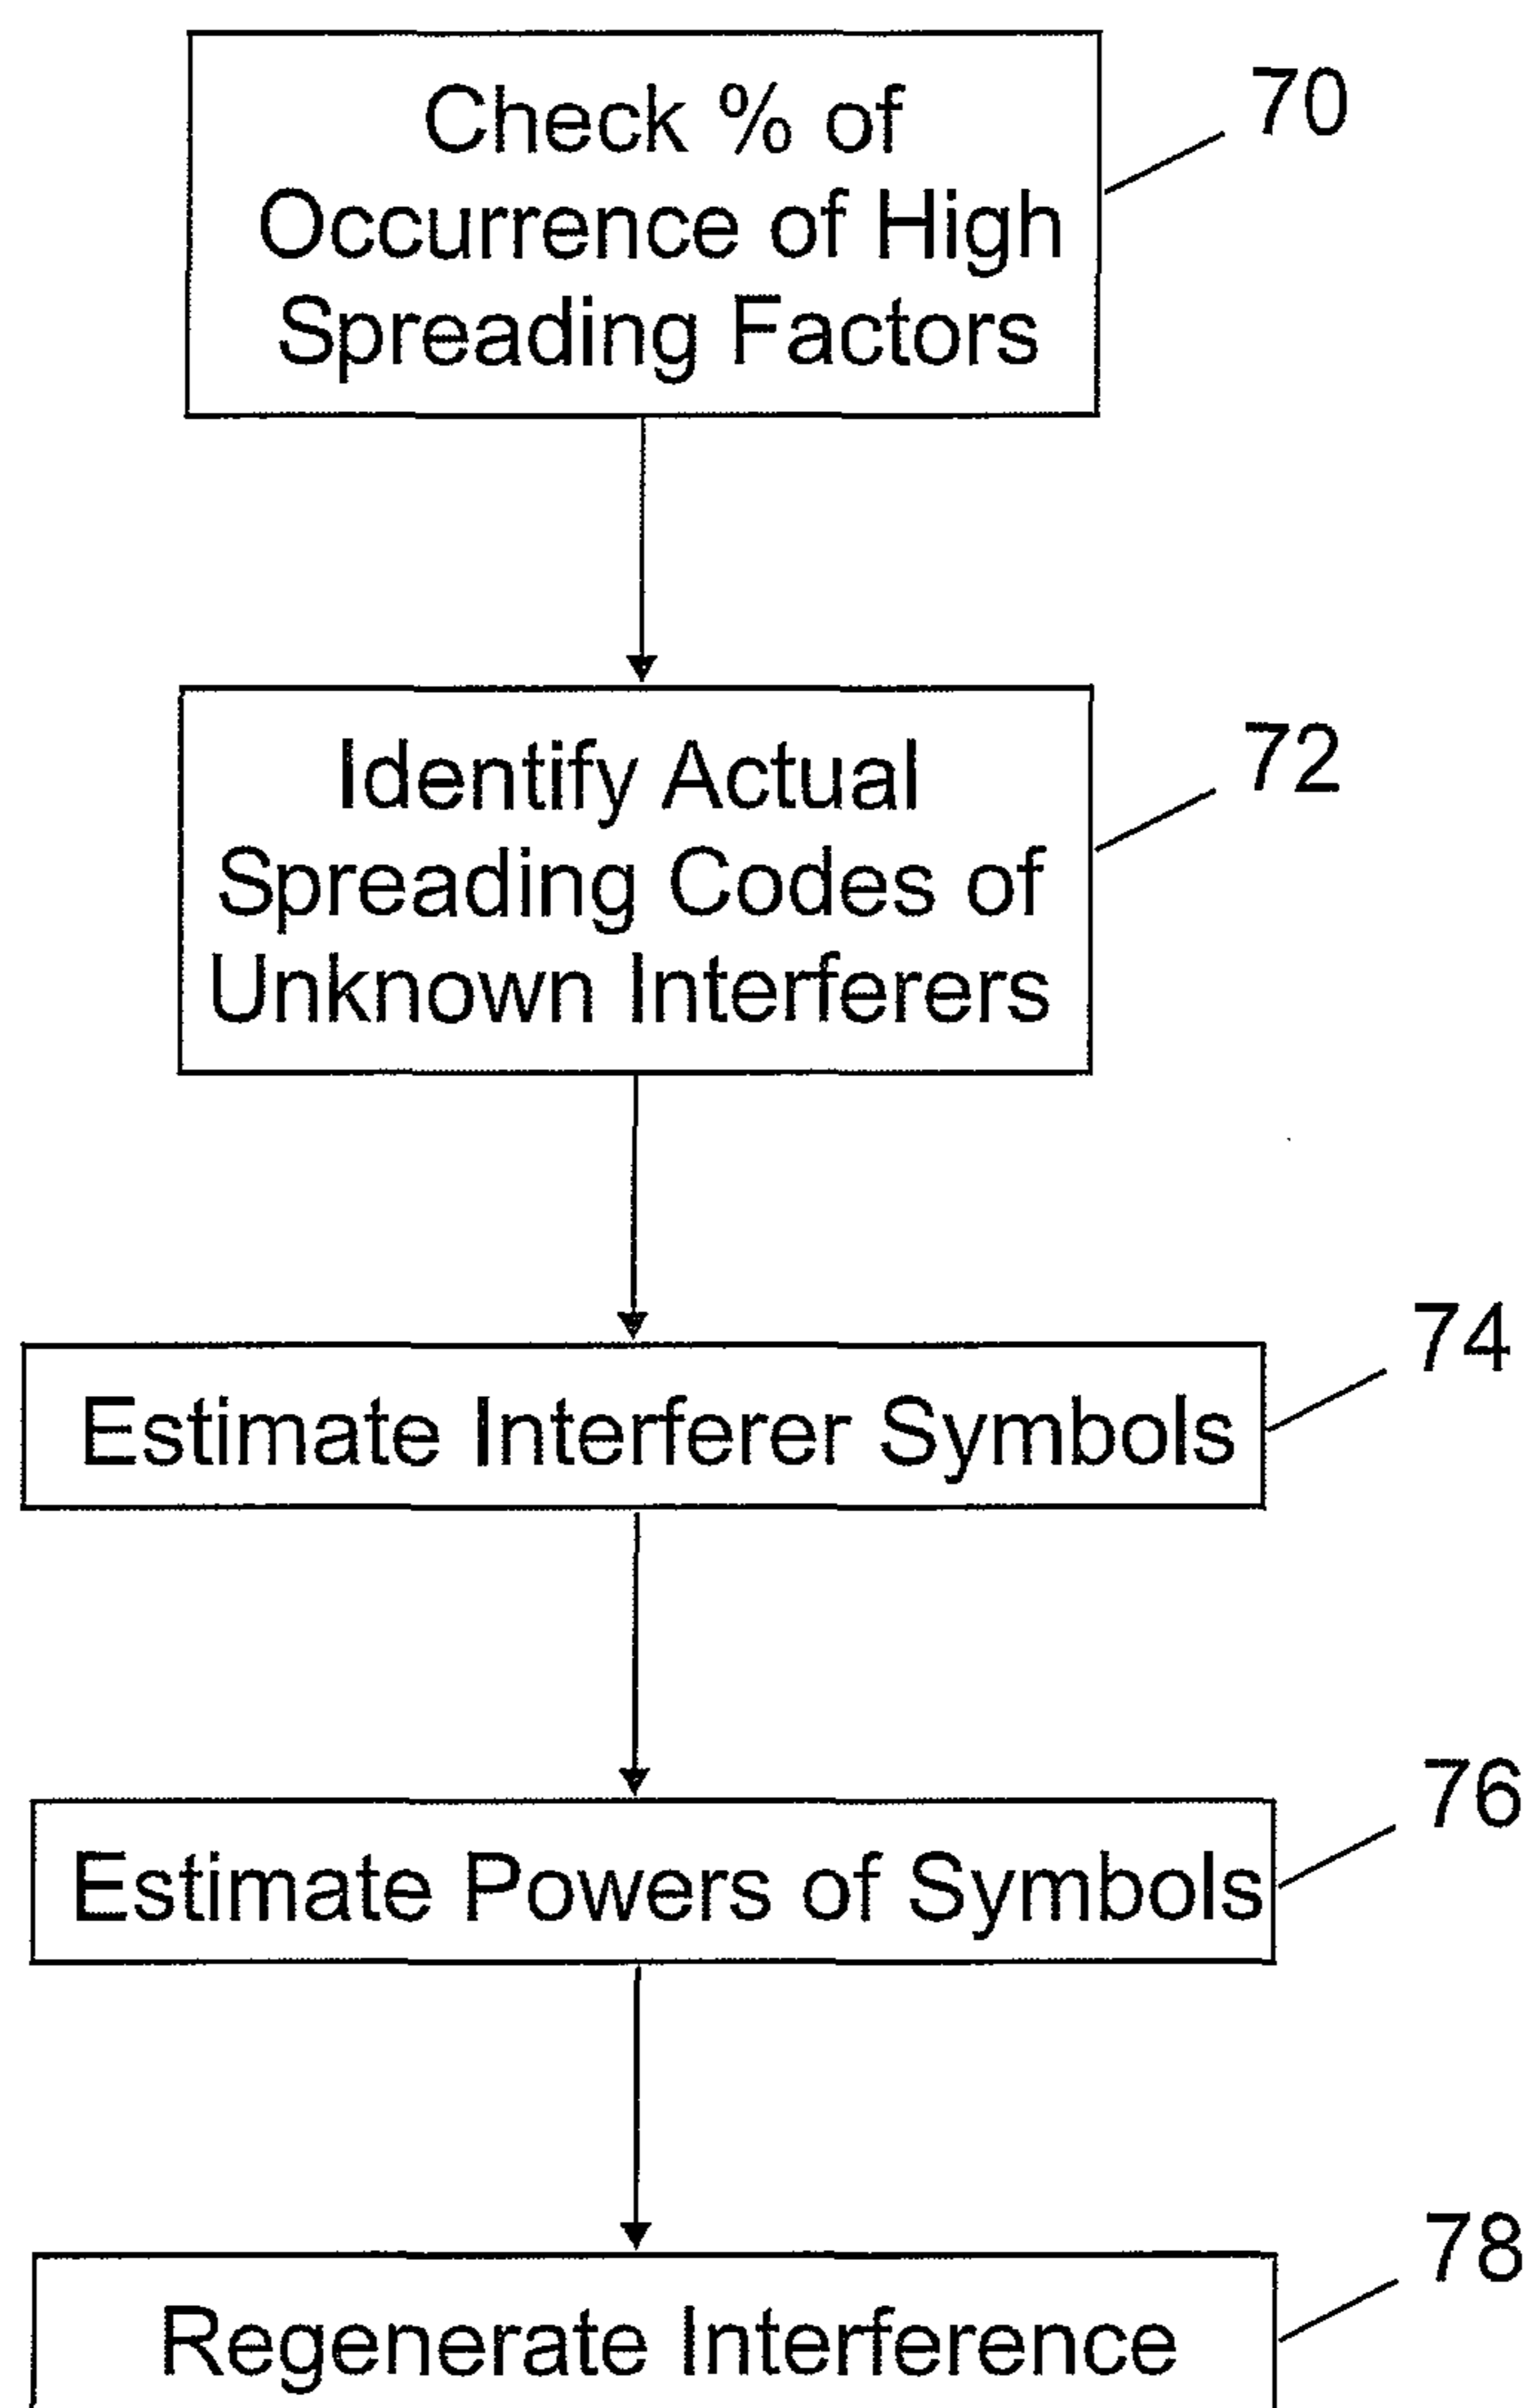 Check % of
Occurrence of High
Spreading Factors
70
Identify Actual
Spreading Codes of
Unknown Interferers
72
Estimate Interferer Symbols
74
Estimate Powers of Symbols
76
Regenerate Interference
78